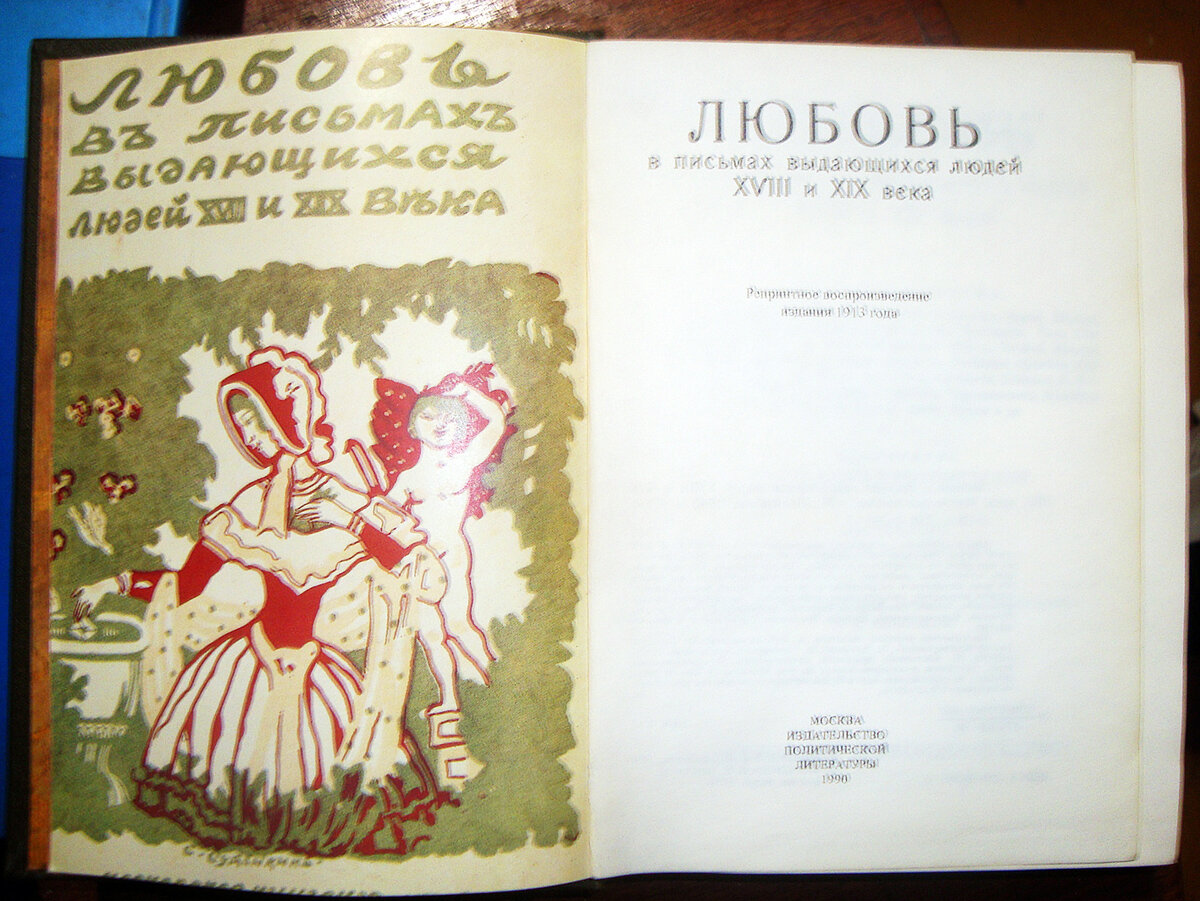 ЛЮБОВЬ
ВЪ ПИСЬМАХЪ
ВЫДАЮЩИХСЯ
ЛЮДЕЙ XVIII И XIX ВѢКА
ЛЮБОВЬ
В ПИСЬМАХ ВЫДАЮЩИХСЯ ЛЮДЕЙ
XVIII И XIX ВЕКА
Репринтное воспроизведение
издания 1913 года
МОСКВА
ИЗДАТЕЛЬСТВО
ПОЛИТИЧЕСКОЙ
ЛИТЕРАТУРЫ
1990